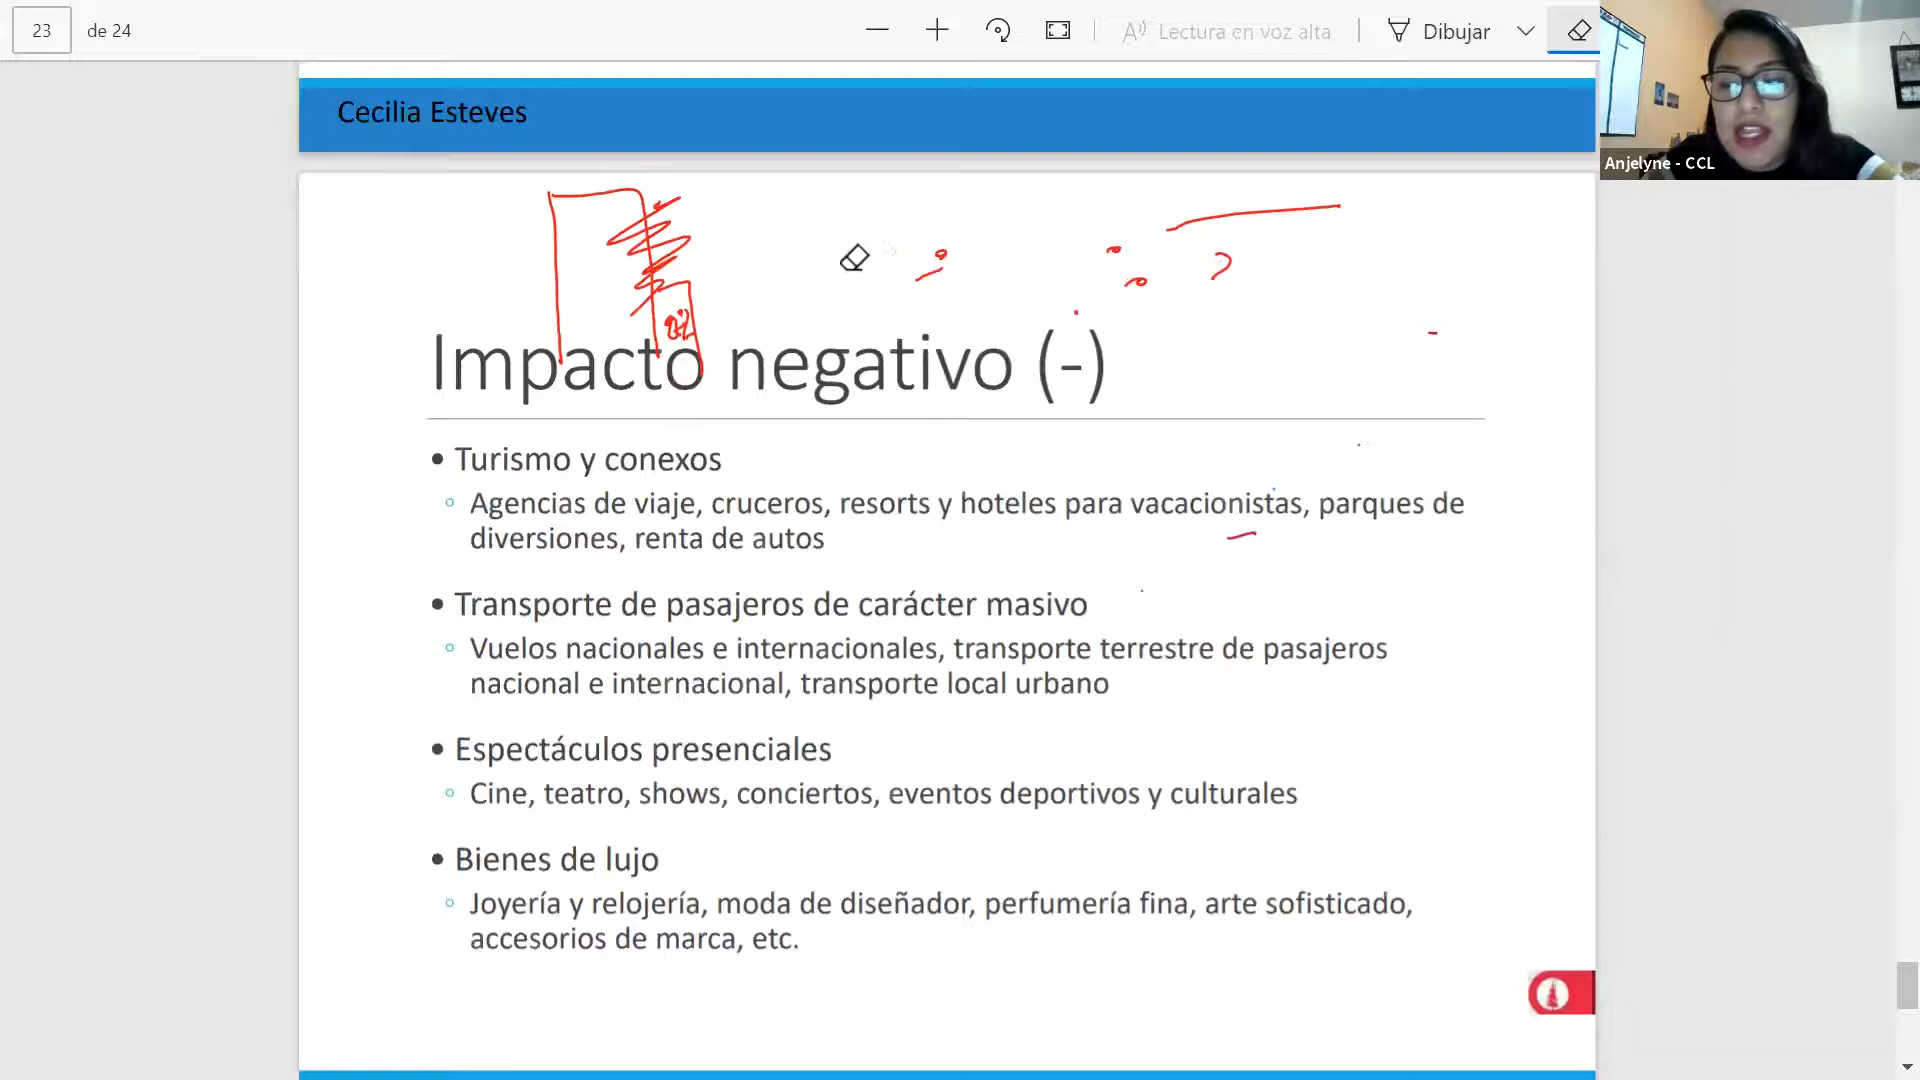 23 de 24
Lectura en voz alta
Dibujar
Anjelyne - CCL
Cecilia Esteves
Impacto negativo (-)
• Turismo y conexos
Agencias de viaje, cruceros, resorts y hoteles para vacacionistas, parques de
diversiones, renta de autos
• Transporte de pasajeros de carácter masivo
Vuelos nacionales e internacionales, transporte terrestre de pasajeros
nacional e internacional, transporte local urbano
• Espectáculos presenciales
Cine, teatro, shows, conciertos, eventos deportivos y culturales
• Bienes de lujo
Joyería y relojería, moda de diseñador, perfumería fina, arte sofisticado,
accesorios de marca, etc.